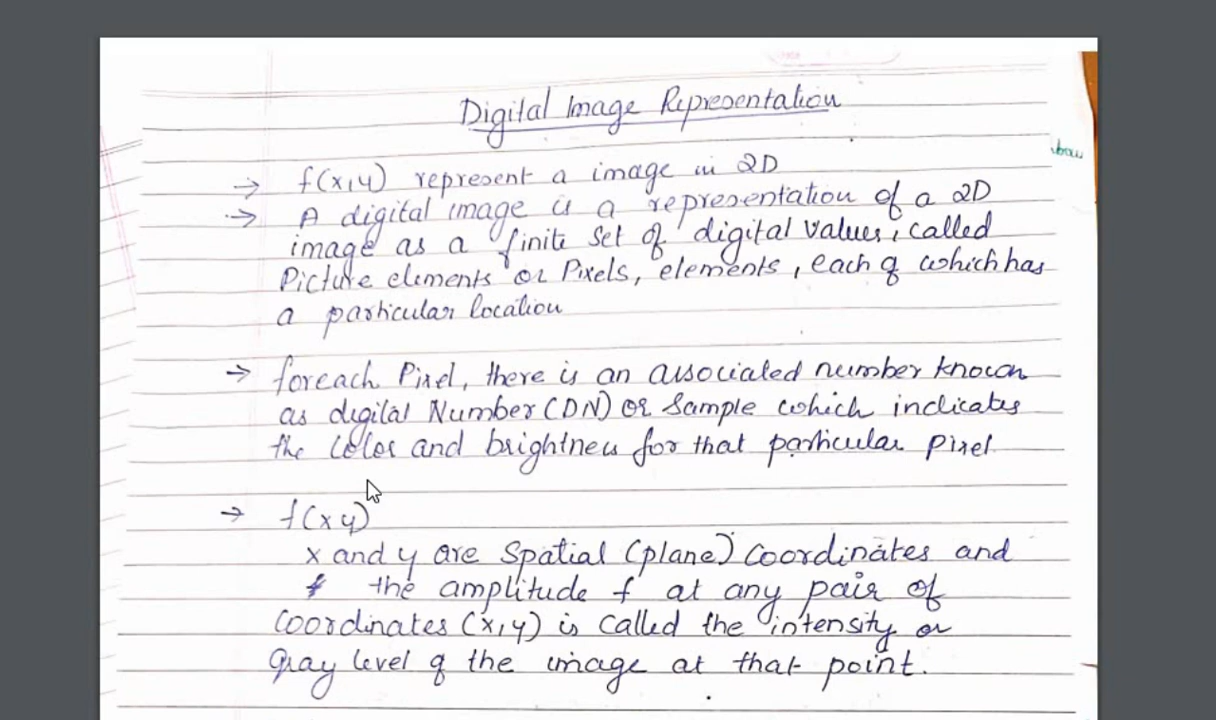 Digital Image Representation
→ f(x,y) represent a image in 2D
→ A digital image is a representation of a 2D
image as a finite set of digital values, called
Picture elements or Pixels, elements, each of which has
a particular location
→ foreach Pixel, there is an associated number known
as digital Number (DN) or Sample which indicates
the Color and brightness for that particular pixel.
→ f(x y)
x and y are Spatial (plane) Coordinates and
the amplitude f at any pair of
Coordinates (x,y) is called the intensity or
gray level of the image at that point.